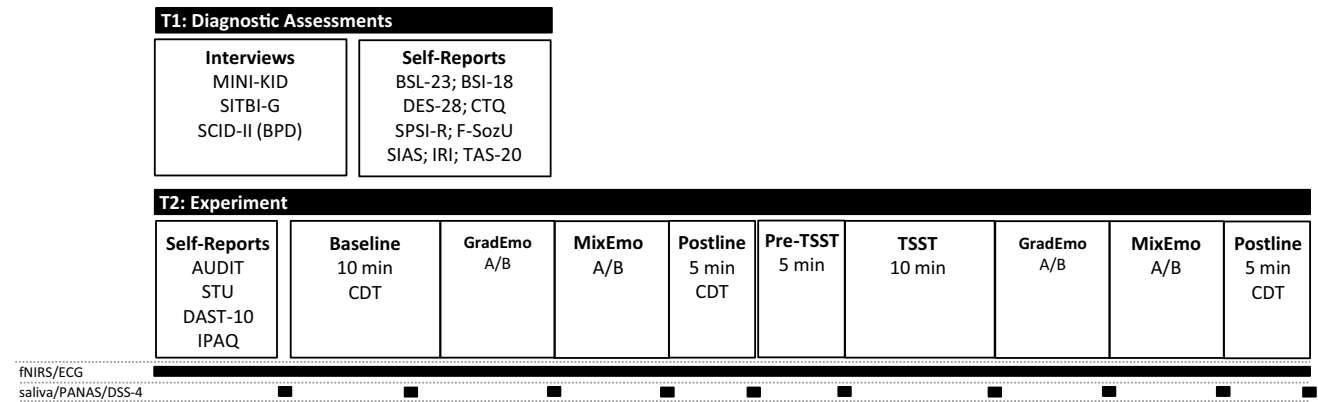 T1: Diagnostic Assessments
Interviews
MINI-KID
SITBI-G
SCID-II (BPD)
Self-Reports
BSL-23; BSI-18
DES-28; CTQ
SPSI-R; F-SozU
SIAS; IRI; TAS-20
T2: Experiment
Self-Reports
AUDIT
STU
DAST-10
IPAQ
Baseline
10 min
CDT
GradEmo
A/B
MixEmo
A/B
Postline
5 min
CDT
Pre-TSST
5 min
TSST
10 min
GradEmo
A/B
MixEmo
A/B
Postline
5 min
CDT
fNIRS/ECG
saliva/PANAS/DSS-4